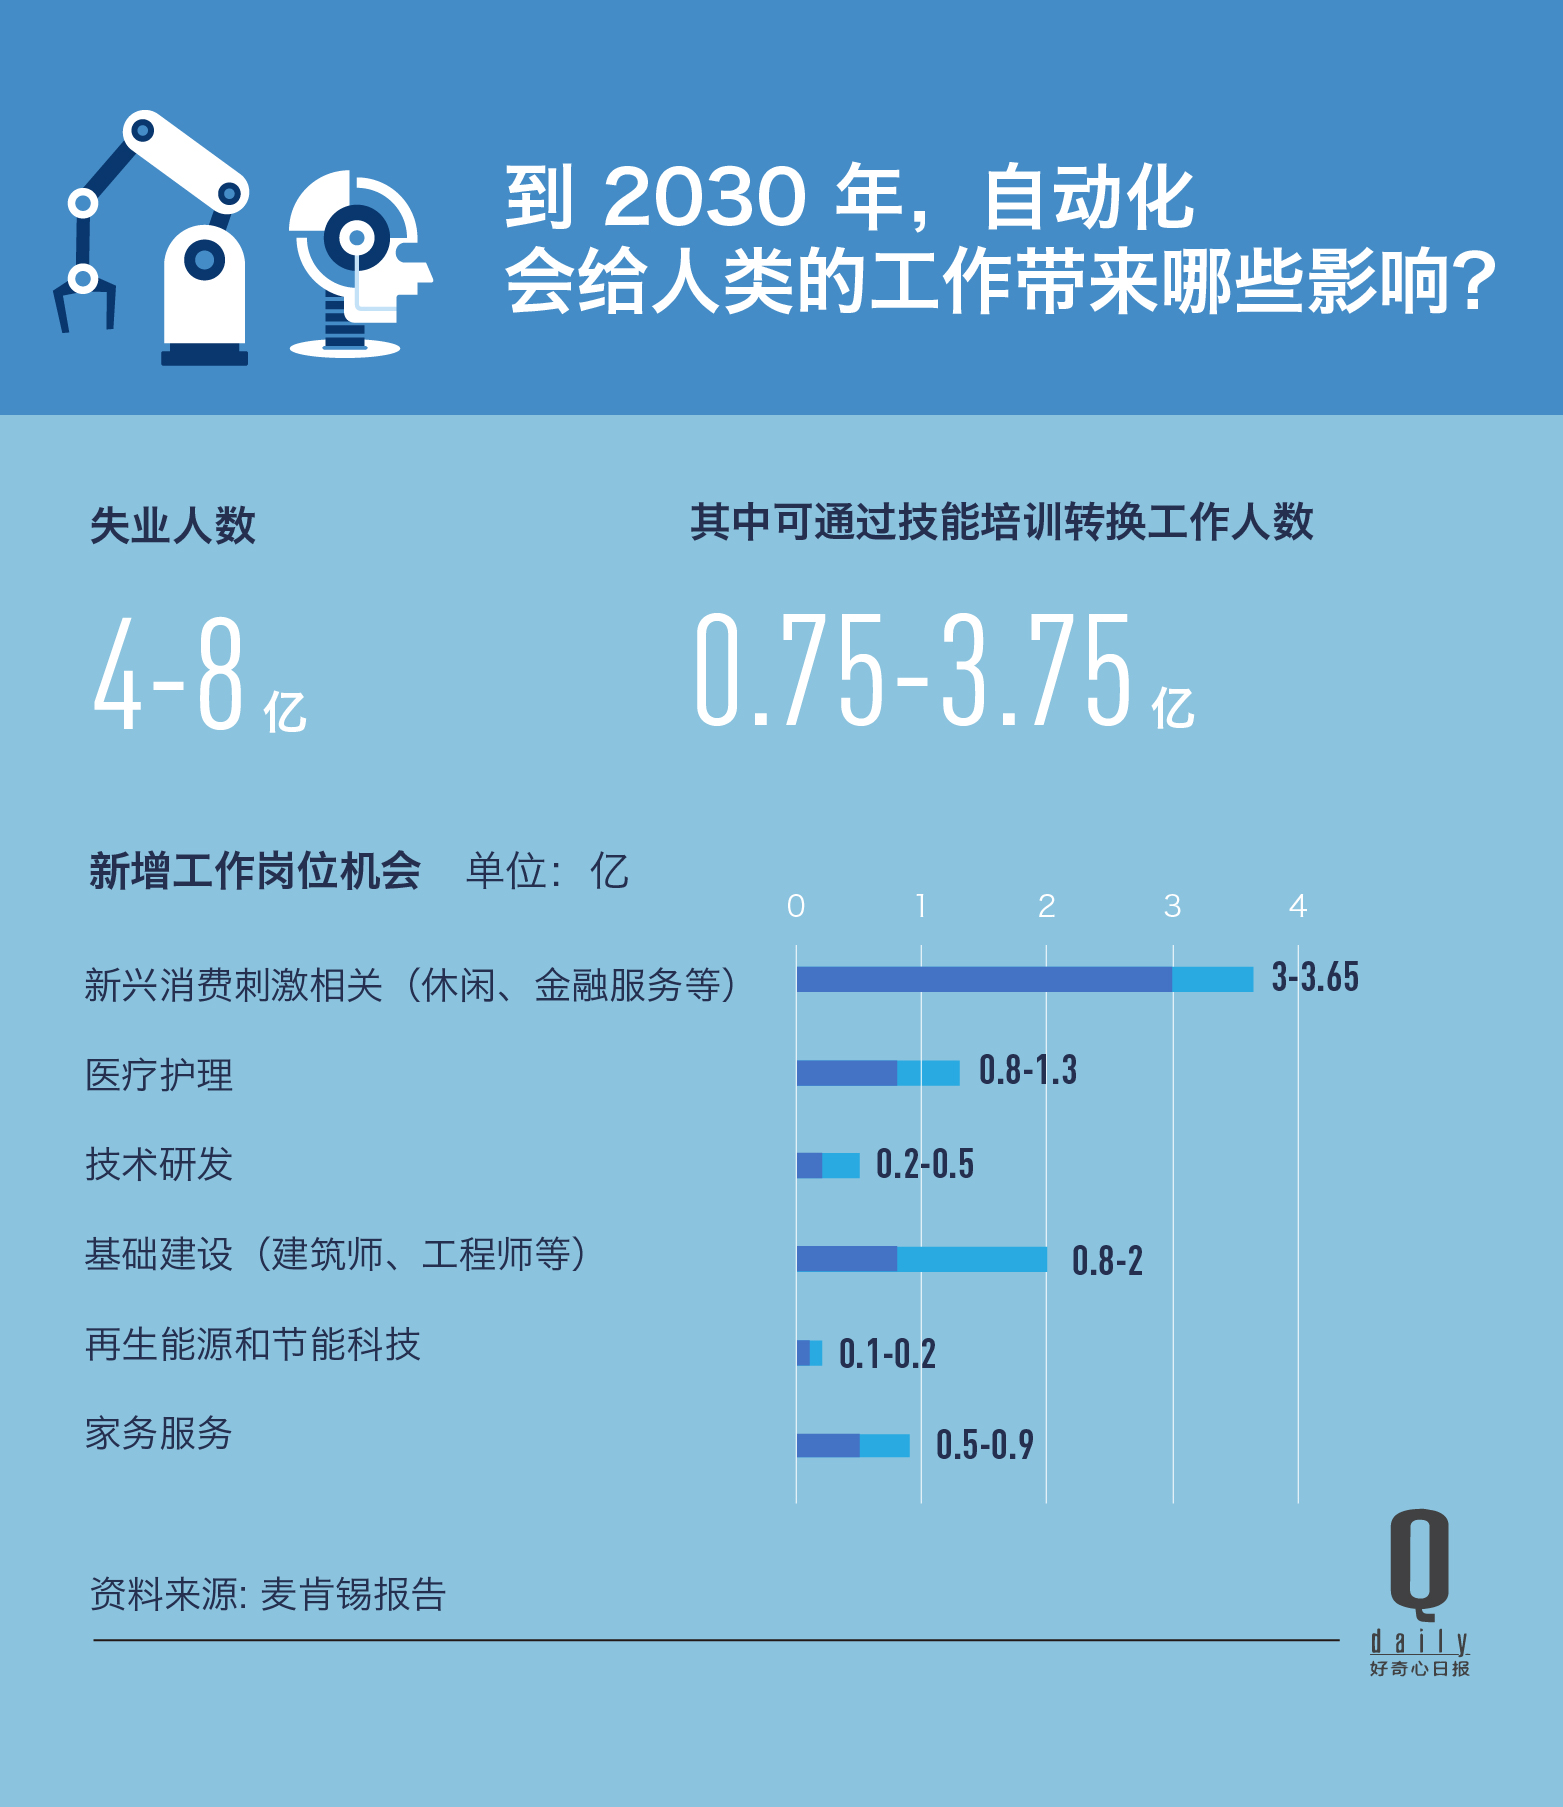 到 2030 年，自动化
会给人类的工作带来哪些影响?
失业人数
其中可通过技能培训转换工作人数
4-8 亿
0.75-3.75 亿
新增工作岗位机会 单位：亿
0 1 2 3 4
新兴消费刺激相关（休闲、金融服务等）
3-3.65
医疗护理
0.8-1.3
技术研发
0.2-0.5
基础建设（建筑师、工程师等）
0.8-2
再生能源和节能科技
0.1-0.2
家务服务
0.5-0.9
资料来源: 麦肯锡报告
Q
daily
好奇心日报